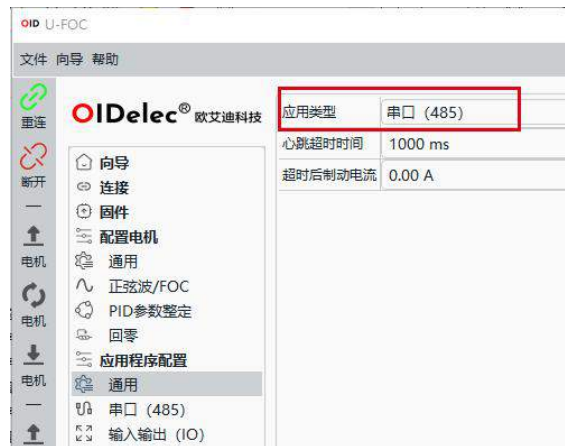 OID U-FOC
文件 向导 帮助
重连
断开
电机
电机
电机
OIDelec® 欧艾迪科技
向导
连接
固件
配置电机
通用
正弦波/FOC
PID参数整定
回零
应用程序配置
通用
串口 (485)
输入输出 (IO)
应用类型 串口 (485)
心跳超时时间 1000 ms
超时后制动电流 0.00 A